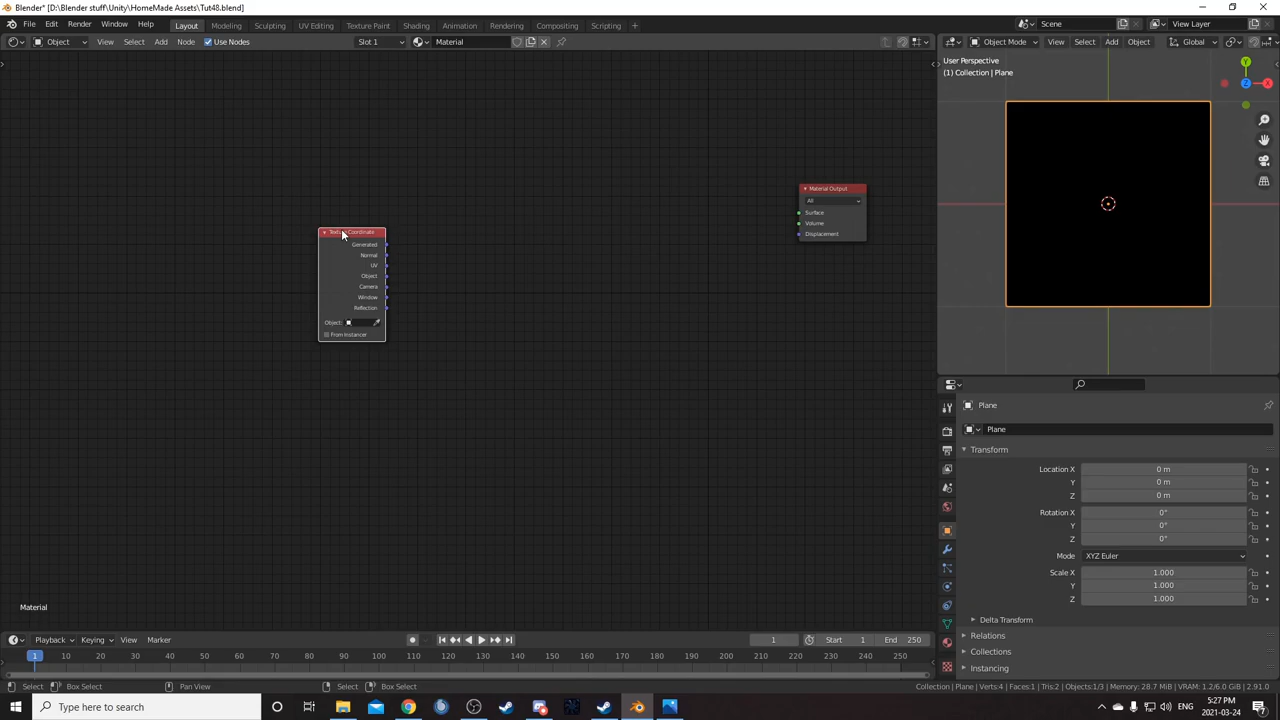 Blender* [D:\Blender stuff\HomeMade Assets\Tut48.blend]
File Edit Render Window Help Layout Modeling Sculpting UV Editing Texture Paint Shading Animation Rendering Compositing Scripting + Scene View Layer
Object View Select Add Node Use Nodes Slot 1 Material Object Mode View Select Add Object Global
User Perspective
(1) Collection | Plane
Y
Z
X
Material Output
All
Surface
Volume
Displacement
Texture Coordinate
Generated
Normal
UV
Object
Camera
Window
Reflection
Object:
From Instancer
Material
Plane
Plane
Transform
Location X 0 m
Y 0 m
Z 0 m
Rotation X 0°
Y 0°
Z 0°
Mode XYZ Euler
Scale X 1.000
Y 1.000
Z 1.000
Delta Transform
Relations
Collections
Instancing
Playback Keying View Marker 1 Start 1 End 250
1 10 20 30 40 50 60 70 80 90 100 110 120 130 140 150 160 170 180 190 200 210 220 230 240 250
Select Box Select Pan View Select Box Select Collection | Plane | Verts:4 | Faces:1 | Tris:2 | Objects:1/3 | Memory: 28.7 MiB | VRAM: 1.2/6.0 GiB | 2.91.0
Type here to search
5:27 PM
2021-03-24